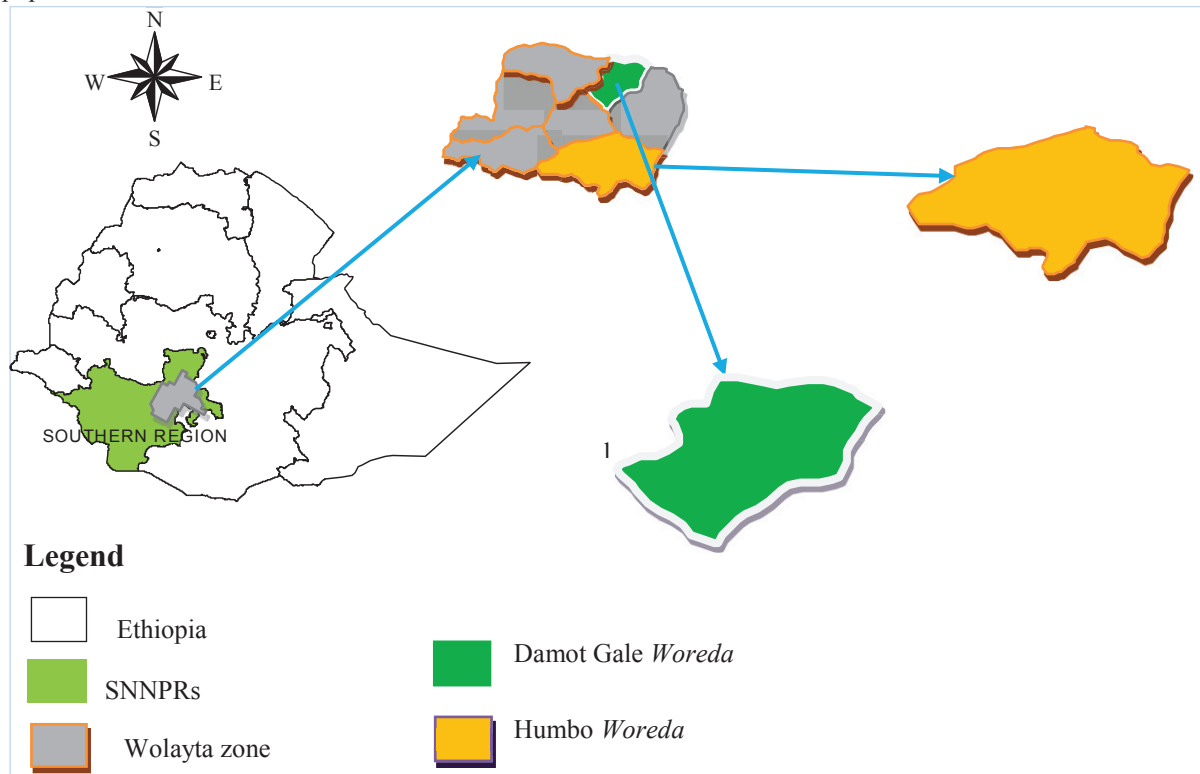 N
W
E
S
SOUTHERN REGION
1
Legend
Ethiopia
SNNPRs
Wolayta zone
Damot Gale Woreda
Humbo Woreda